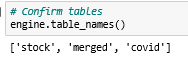 # Confirm tables
engine.table_names()
['stock', 'merged', 'covid']